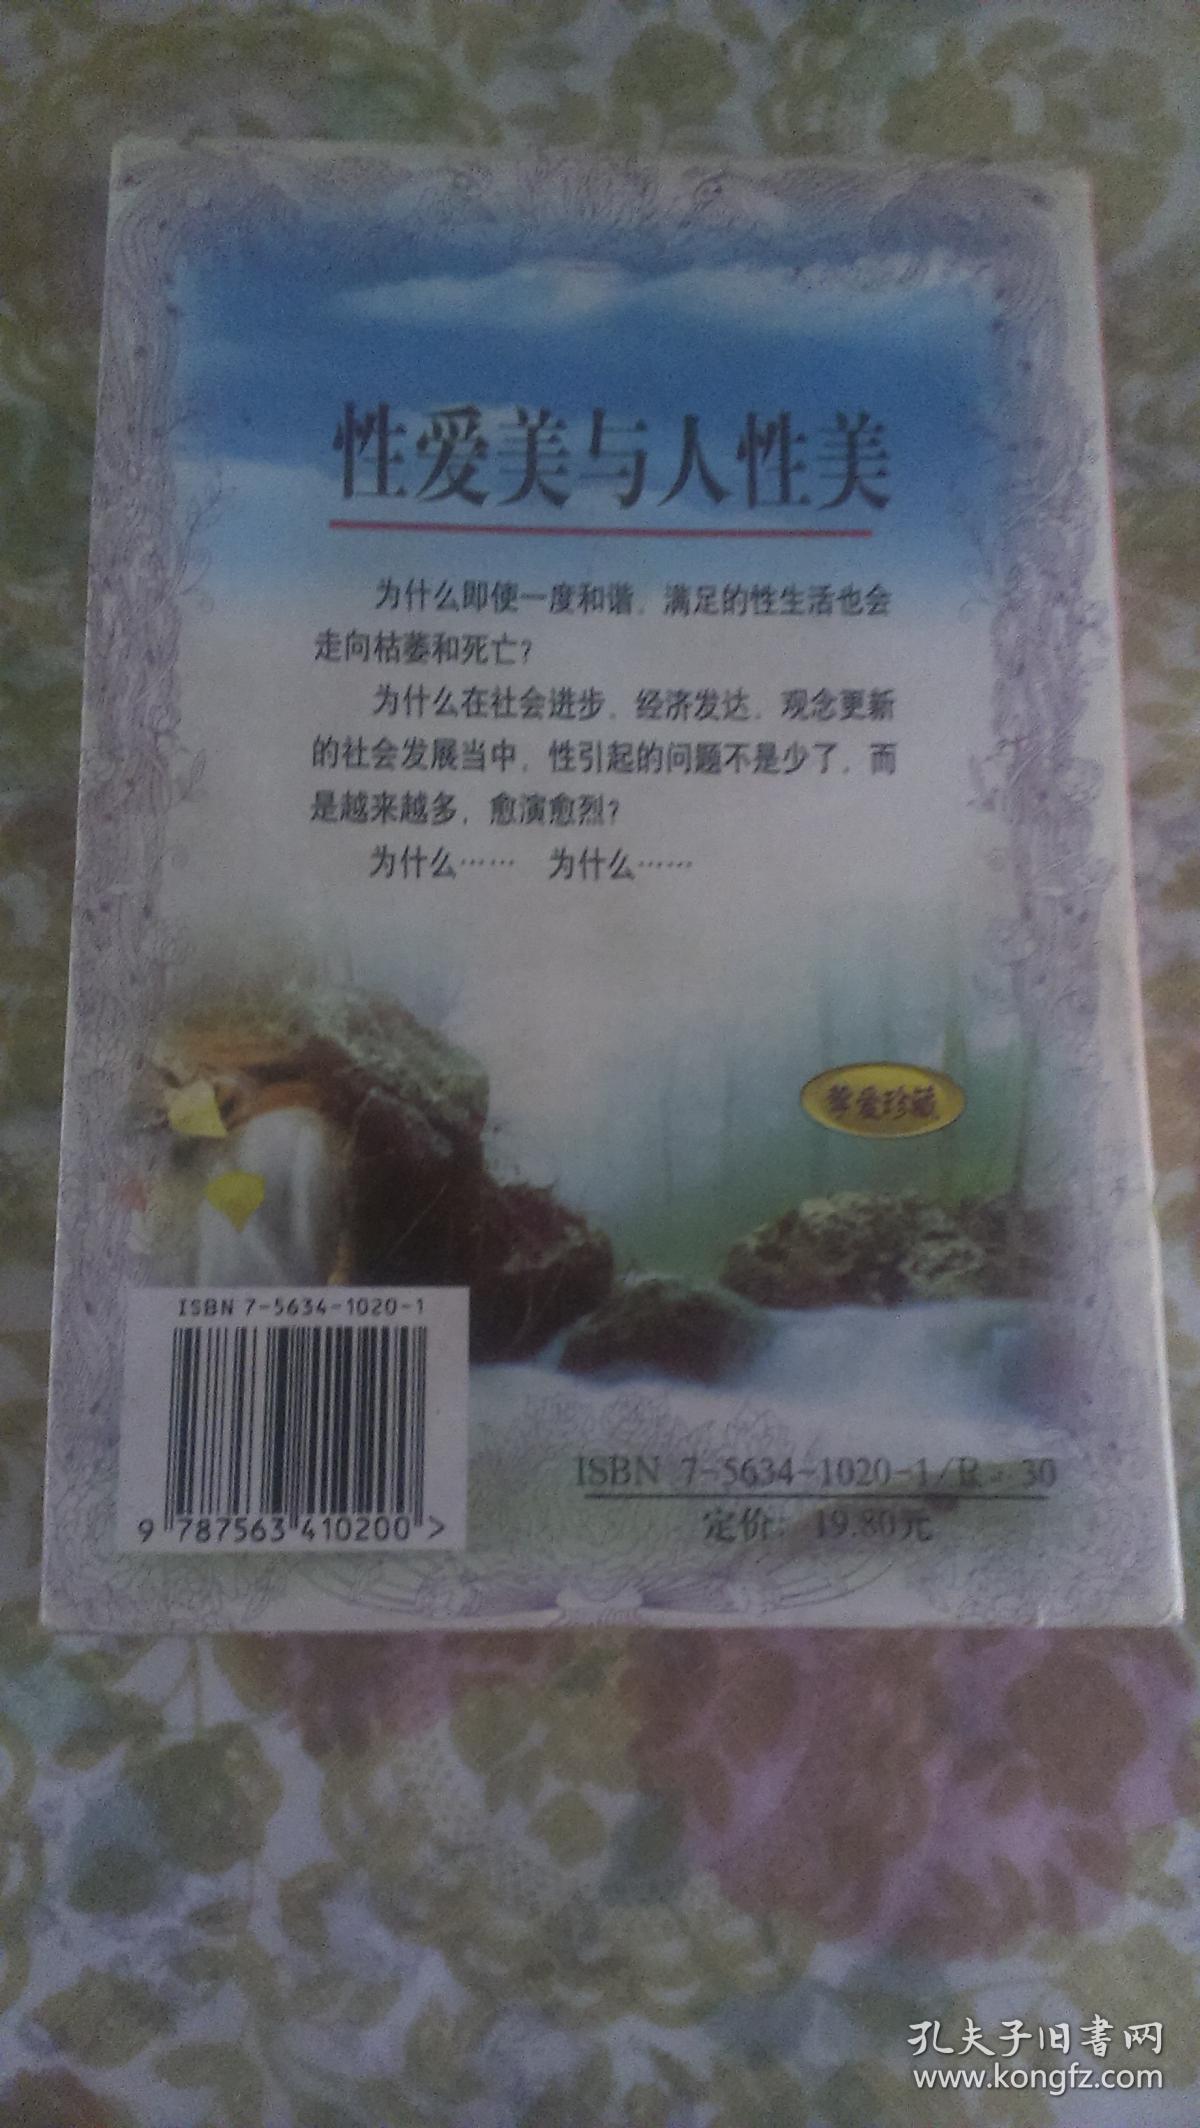 性爱美与人性美
为什么即使一度和谐、满足的性生活也会
走向枯萎和死亡?
为什么在社会进步、经济发达、观念更新
的社会发展当中，性引起的问题不是少了，而
是越来越多，愈演愈烈?
为什么…… 为什么……
挚爱珍藏
ISBN 7-5634-1020-1
9 787563 410200 >
ISBN 7-5634-1020-1/R·30
定价：19.80元
孔夫子旧书网
www.kongfz.com